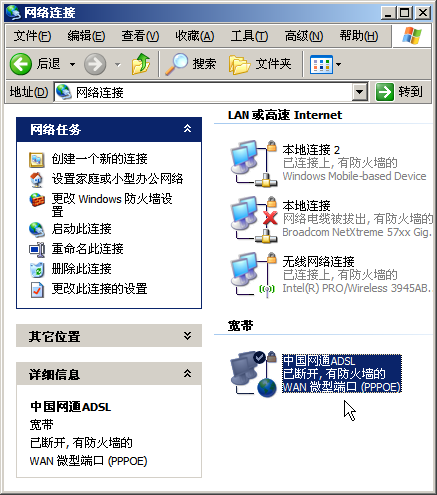 网络连接
文件(F) 编辑(E) 查看(V) 收藏(A) 工具(T) 高级(N) 帮助(H)
后退 搜索 文件夹
地址(D) 网络连接 转到
网络任务
创建一个新的连接
设置家庭或小型办公网络
更改 Windows 防火墙设
置
启动此连接
重命名此连接
删除此连接
更改此连接的设置
其它位置
详细信息
中国网通ADSL
宽带
已断开, 有防火墙的
WAN 微型端口 (PPPOE)
LAN 或高速 Internet
本地连接 2
已连接上, 有防火墙的
Windows Mobile-based Device
本地连接
网络电缆被拔出, 有防火墙的
Broadcom NetXtreme 57xx Gig.
无线网络连接
已连接上, 有防火墙的
Intel(R) PRO/Wireless 3945AB.
宽带
中国网通ADSL
已断开, 有防火墙的
WAN 微型端口 (PPPOE)